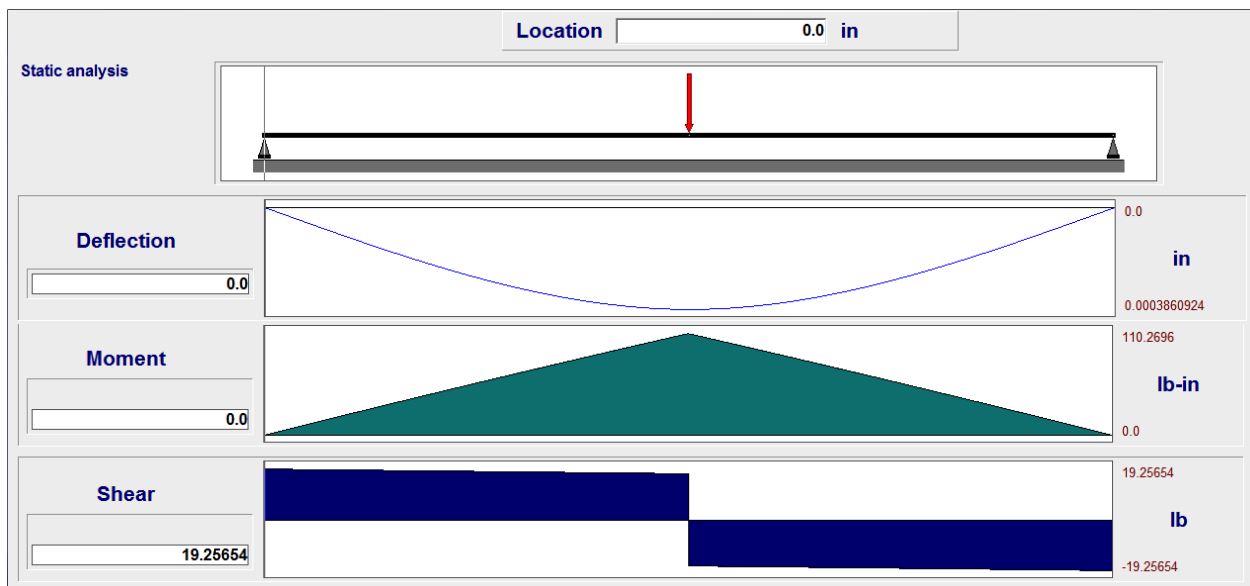 Location 0.0 in
Static analysis
Deflection
0.0
0.0
in
0.0003860924
Moment
0.0
110.2696
lb-in
0.0
Shear
19.25654
19.25654
lb
-19.25654